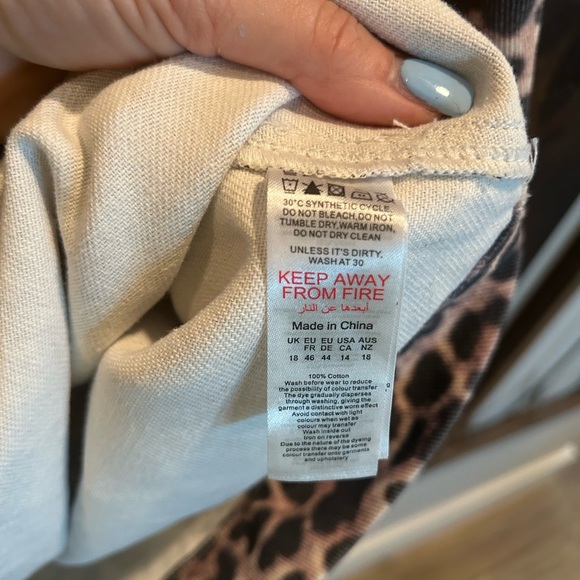 30°C SYNTHETIC CYCLE,
DO NOT BLEACH,DO NOT
TUMBLE DRY,WARM IRON,
DO NOT DRY CLEAN
UNLESS IT'S DIRTY,
WASH AT 30
KEEP AWAY
FROM FIRE
أبعدها عن النار
Made in China
UK EU EU USA AUS
FR DE CA NZ
18 46 44 14 18
100% Cotton
Wash before wear to reduce
the possibility of colour transfer
The dye gradually disperses
through washing, giving the
garment a distinctive worn effect
Avoid contact with light
colours when wet as
colour may transfer
Wash inside out
Iron on reverse
Due to the nature of the dyeing
process there may be some
colour transfer onto garments
and upholstery